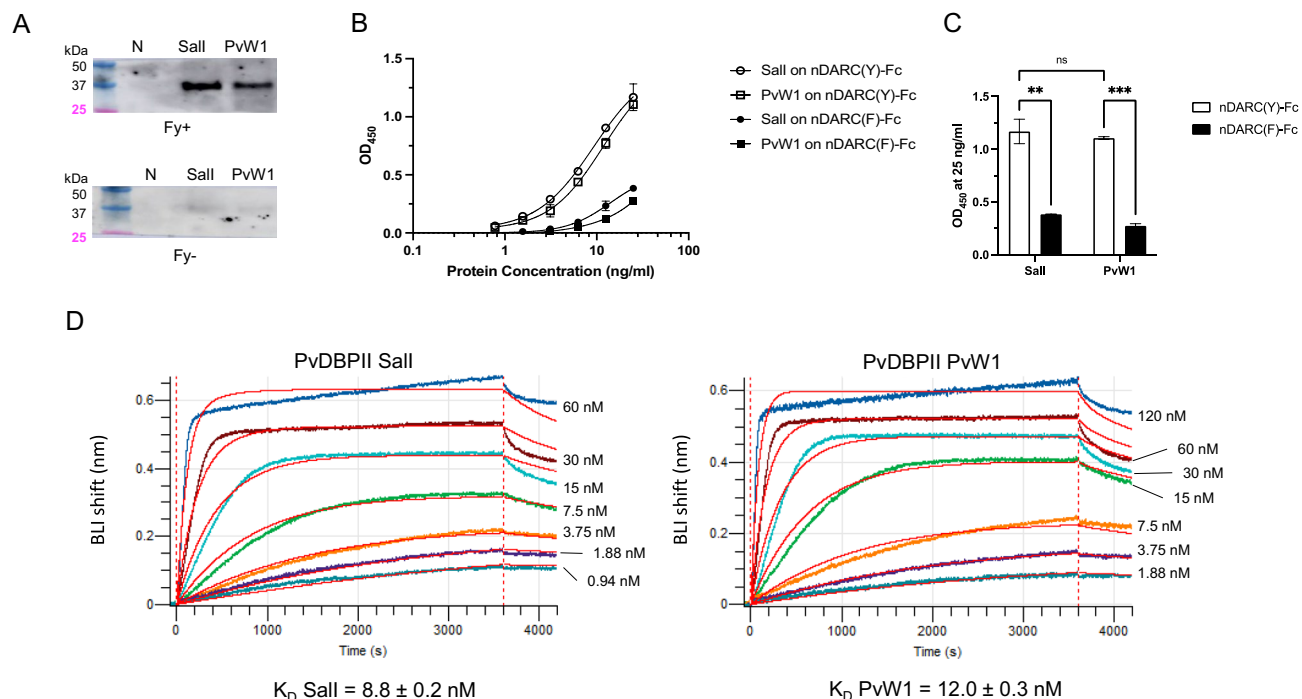 A
kDa N SalI PvW1
50
37
25
Fy+
kDa N SalI PvW1
50
37
25
Fy-
B
OD450
1.5
1.0
0.5
0.0
0.1 1 10 100
Protein Concentration (ng/ml)
SalI on nDARC(Y)-Fc
PvW1 on nDARC(Y)-Fc
SalI on nDARC(F)-Fc
PvW1 on nDARC(F)-Fc
C
ns
** ***
OD450 at 25 ng/ml
1.5
1.0
0.5
0.0
SalI PvW1
nDARC(Y)-Fc
nDARC(F)-Fc
D
PvDBPII SalI
BLI shift (nm)
0.6
0.4
0.2
0
0 1000 2000 3000 4000
Time (s)
60 nM
30 nM
15 nM
7.5 nM
3.75 nM
1.88 nM
0.94 nM
KD SalI = 8.8 ± 0.2 nM
PvDBPII PvW1
BLI shift (nm)
0.6
0.4
0.2
0
0 1000 2000 3000 4000
Time (s)
120 nM
60 nM
30 nM
15 nM
7.5 nM
3.75 nM
1.88 nM
KD PvW1 = 12.0 ± 0.3 nM